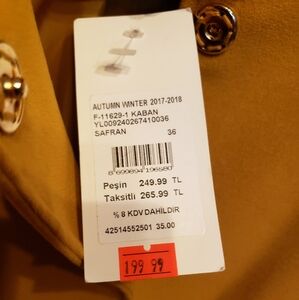 AUTUMN WINTER 2017-2018
F-11629-1 KABAN
YL009240267410036
SAFRAN 36
8699894196580
Peşin 249.99 TL
Taksitli 265.99 TL
% 8 KDV DAHİLDİR
42514552501 35.00
199 99